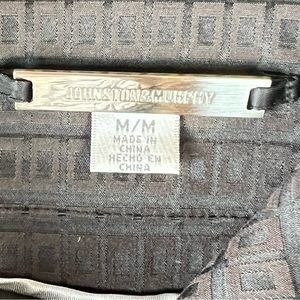 JOHNSTON & MURPHY
M/M
MADE IN
CHINA
HECHO EN
CHINA